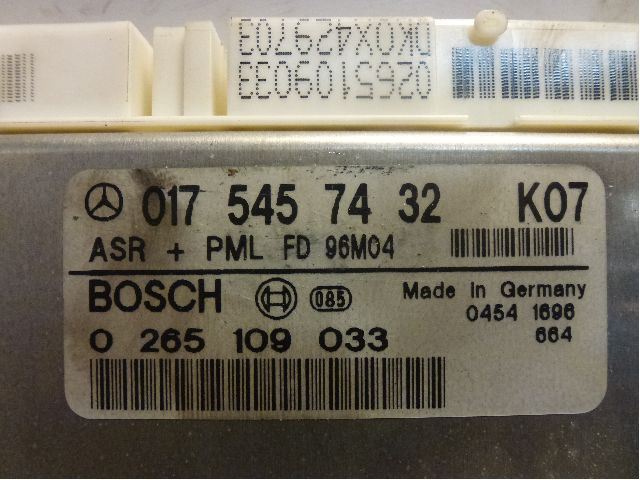 0K0X429703
0265109033
017 545 74 32 K07
ASR + PML FD 96M04
BOSCH 085 Made in Germany
0 265 109 033 0454 1696
664